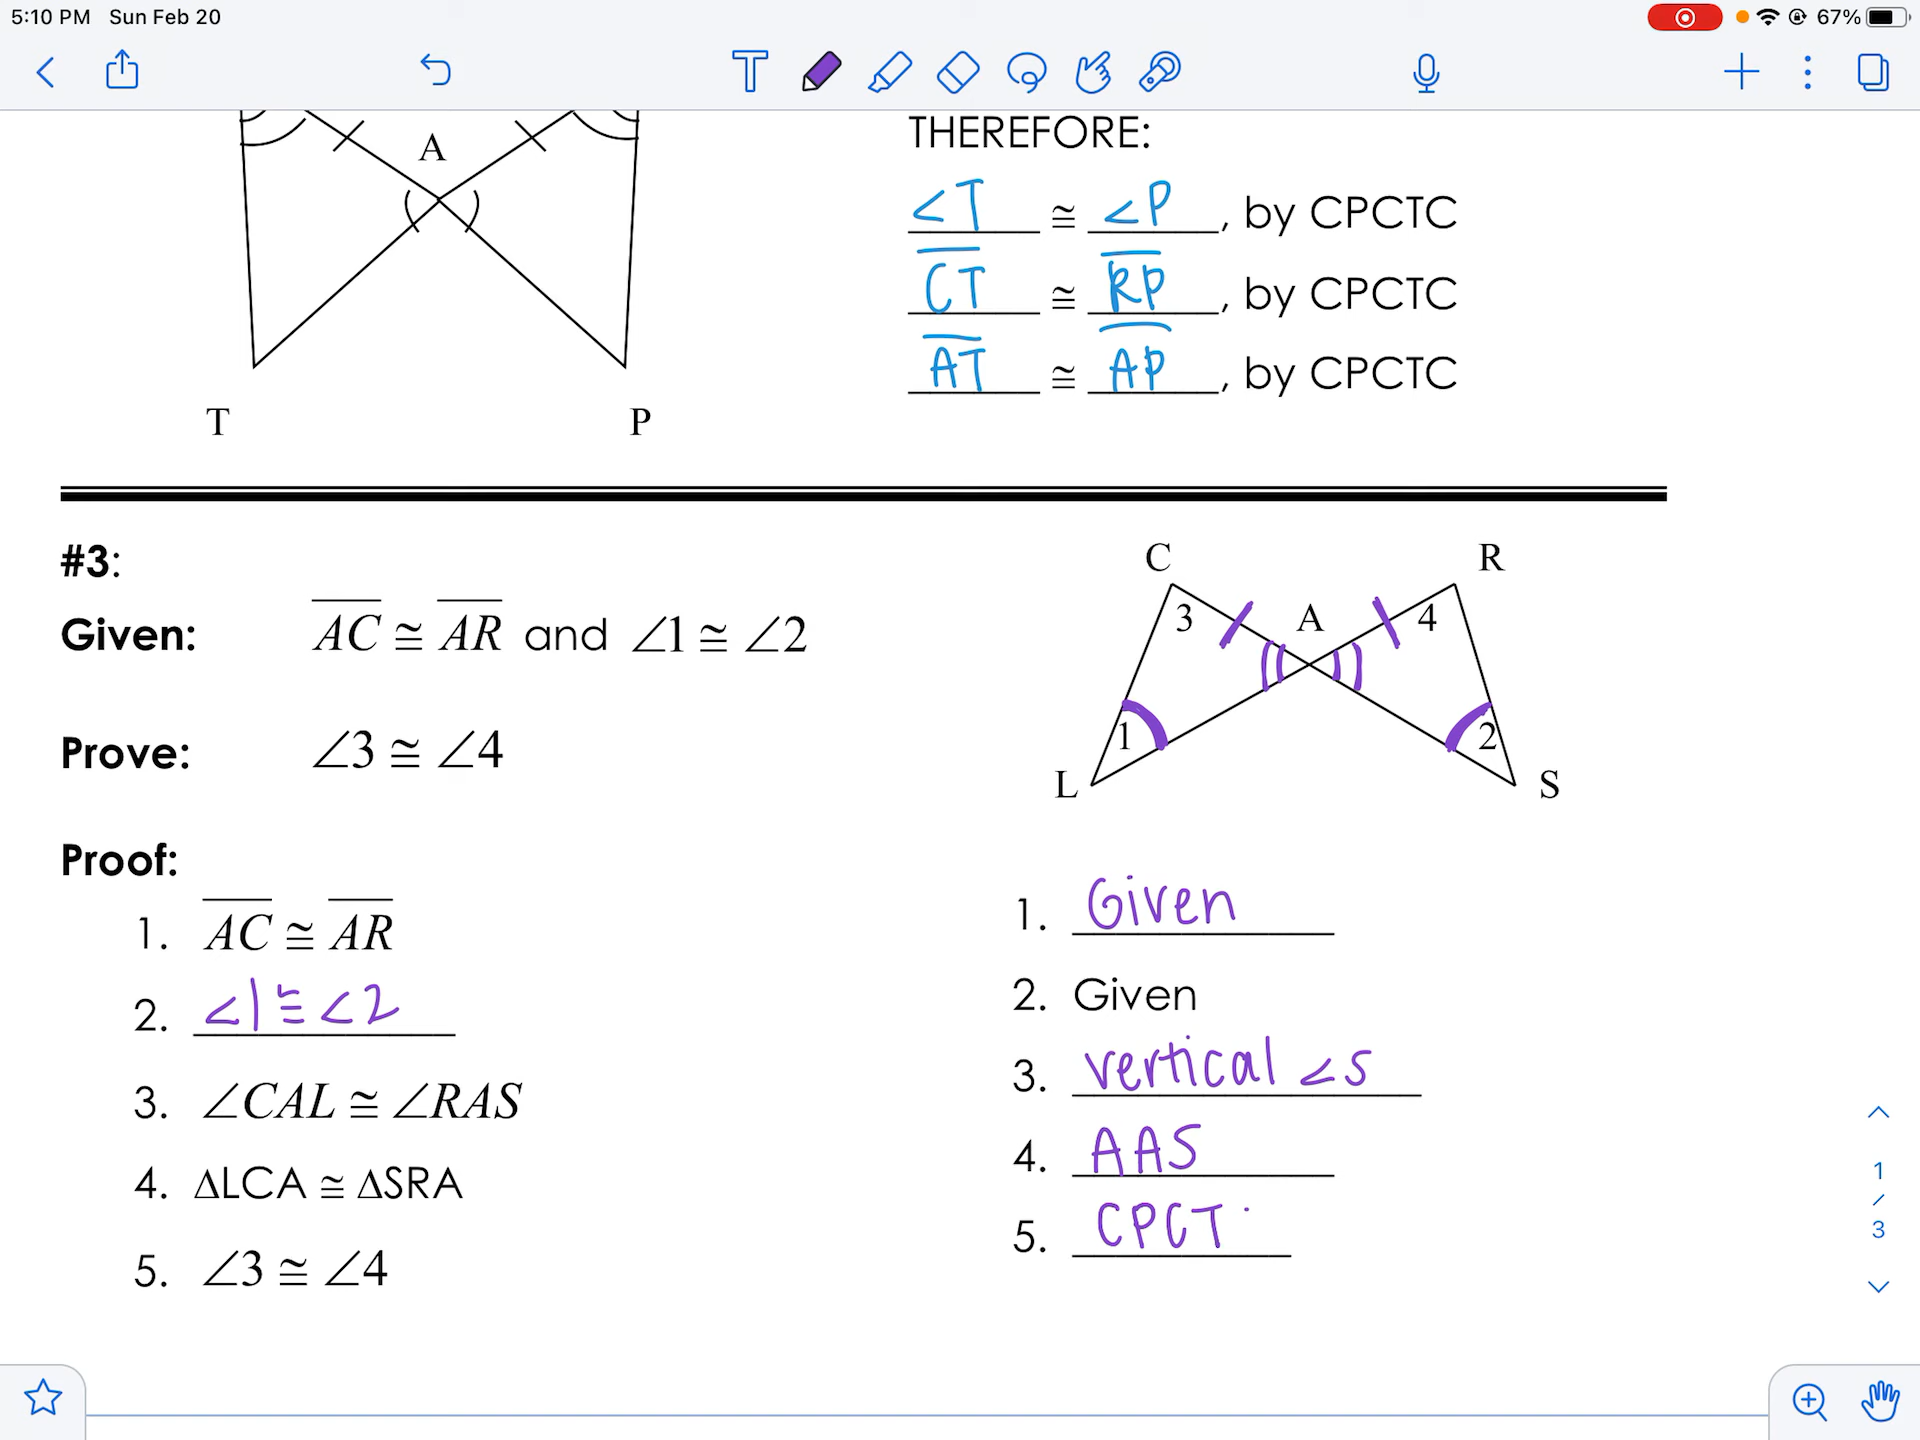 5:10 PM Sun Feb 20
67%
T
A
T P
THEREFORE:
∠T ≅ ∠P, by CPCTC
CT ≅ RP, by CPCTC
AT ≅ AP, by CPCTC
#3:
Given: AC ≅ AR and ∠1 ≅ ∠2
Prove: ∠3 ≅ ∠4
C R
3 A 4
1 2
L S
Proof:
1. AC ≅ AR
2. ∠1 ≅ ∠2
3. ∠CAL ≅ ∠RAS
4. ΔLCA ≅ ΔSRA
5. ∠3 ≅ ∠4
1. Given
2. Given
3. vertical ∠s
4. AAS
5. CPCT
1
/
3